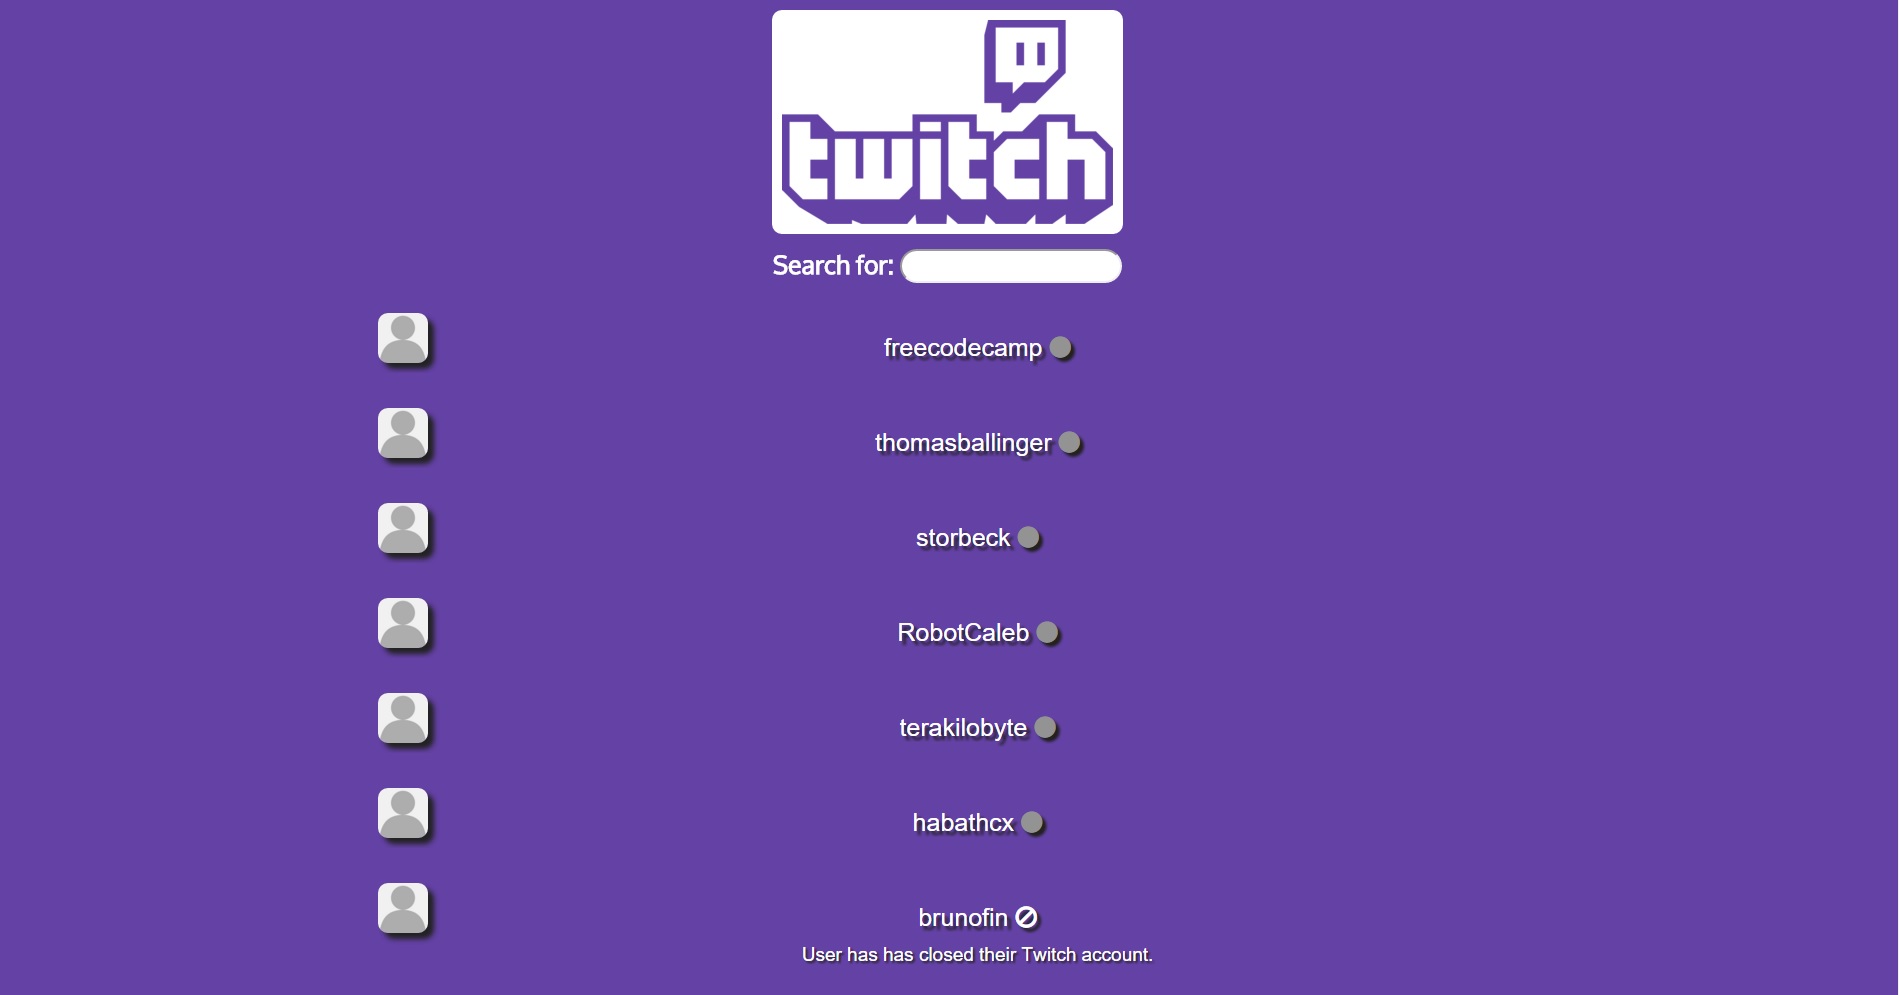 twitch
Search for:
freecodecamp
thomasballinger
storbeck
RobotCaleb
terakilobyte
habathcx
brunofin
User has has closed their Twitch account.